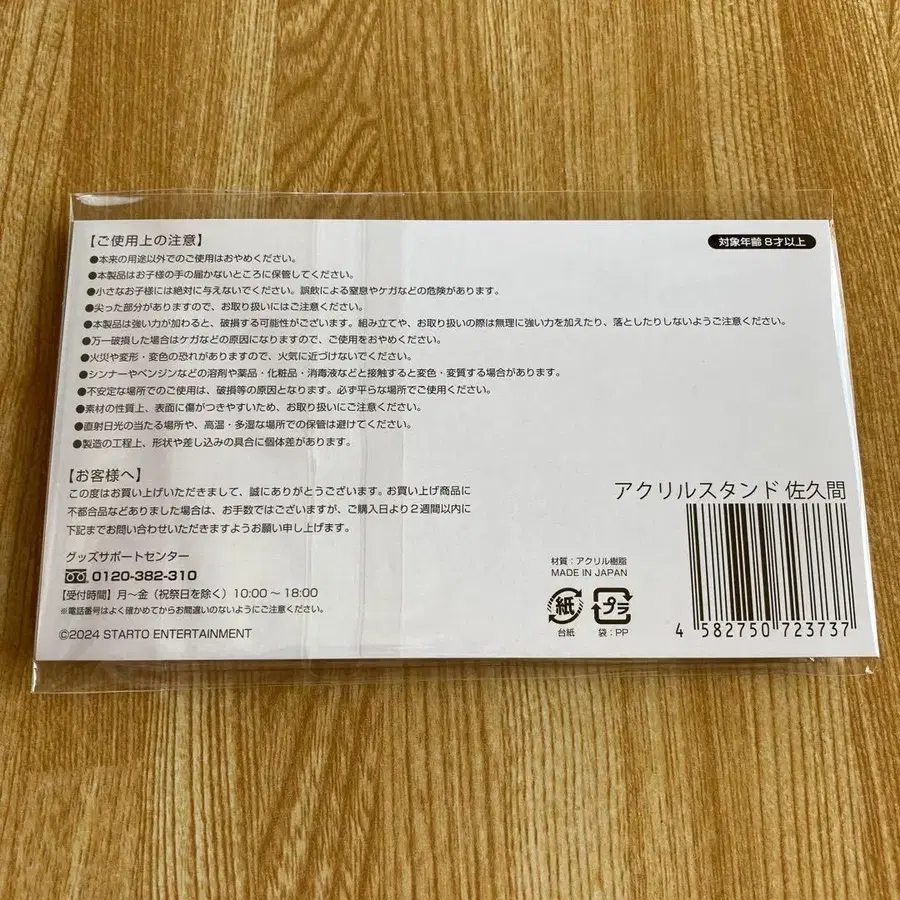 【ご使用上の注意】
対象年齢 8才以上
●本来の用途以外でのご使用はおやめください。
●本製品はお子様の手の届かないところに保管してください。
●小さなお子様には絶対に与えないでください。誤飲による窒息やケガなどの危険があります。
●尖った部分がありますので、お取り扱いにはご注意ください。
●本製品は強い力が加わると、破損する可能性がございます。組み立てや、お取り扱いの際は無理に強い力を加えたり、落としたりしないようご注意ください。
●万一破損した場合はケガなどの原因になりますので、ご使用をおやめください。
●火災や変形・変色の恐れがありますので、火気に近づけないでください。
●シンナーやベンジンなどの溶剤や薬品・化粧品・消毒液などと接触すると変色・変質する場合があります。
●不安定な場所でのご使用は、破損等の原因となります。必ず平らな場所でご使用ください。
●素材の性質上、表面に傷がつきやすいため、お取り扱いにご注意ください。
●直射日光の当たる場所や、高温・多湿な場所での保管は避けてください。
●製造の工程上、形状や差し込みの具合に個体差があります。
【お客様へ】
この度はお買い上げいただきまして、誠にありがとうございます。お買い上げ商品に
不都合品などありました場合は、お手数ではございますが、ご購入日より2週間以内に
下記までお問い合わせいただきますようお願い申し上げます。
グッズサポートセンター
0120-382-310
【受付時間】月〜金（祝祭日を除く）10:00〜18:00
※電話番号はよく確かめてからお間違いのないようにご注意ください。
©2024 STARTO ENTERTAINMENT
アクリルスタンド 佐久間
材質：アクリル樹脂
MADE IN JAPAN
紙 プラ
台紙 袋：PP
4 582750 723737